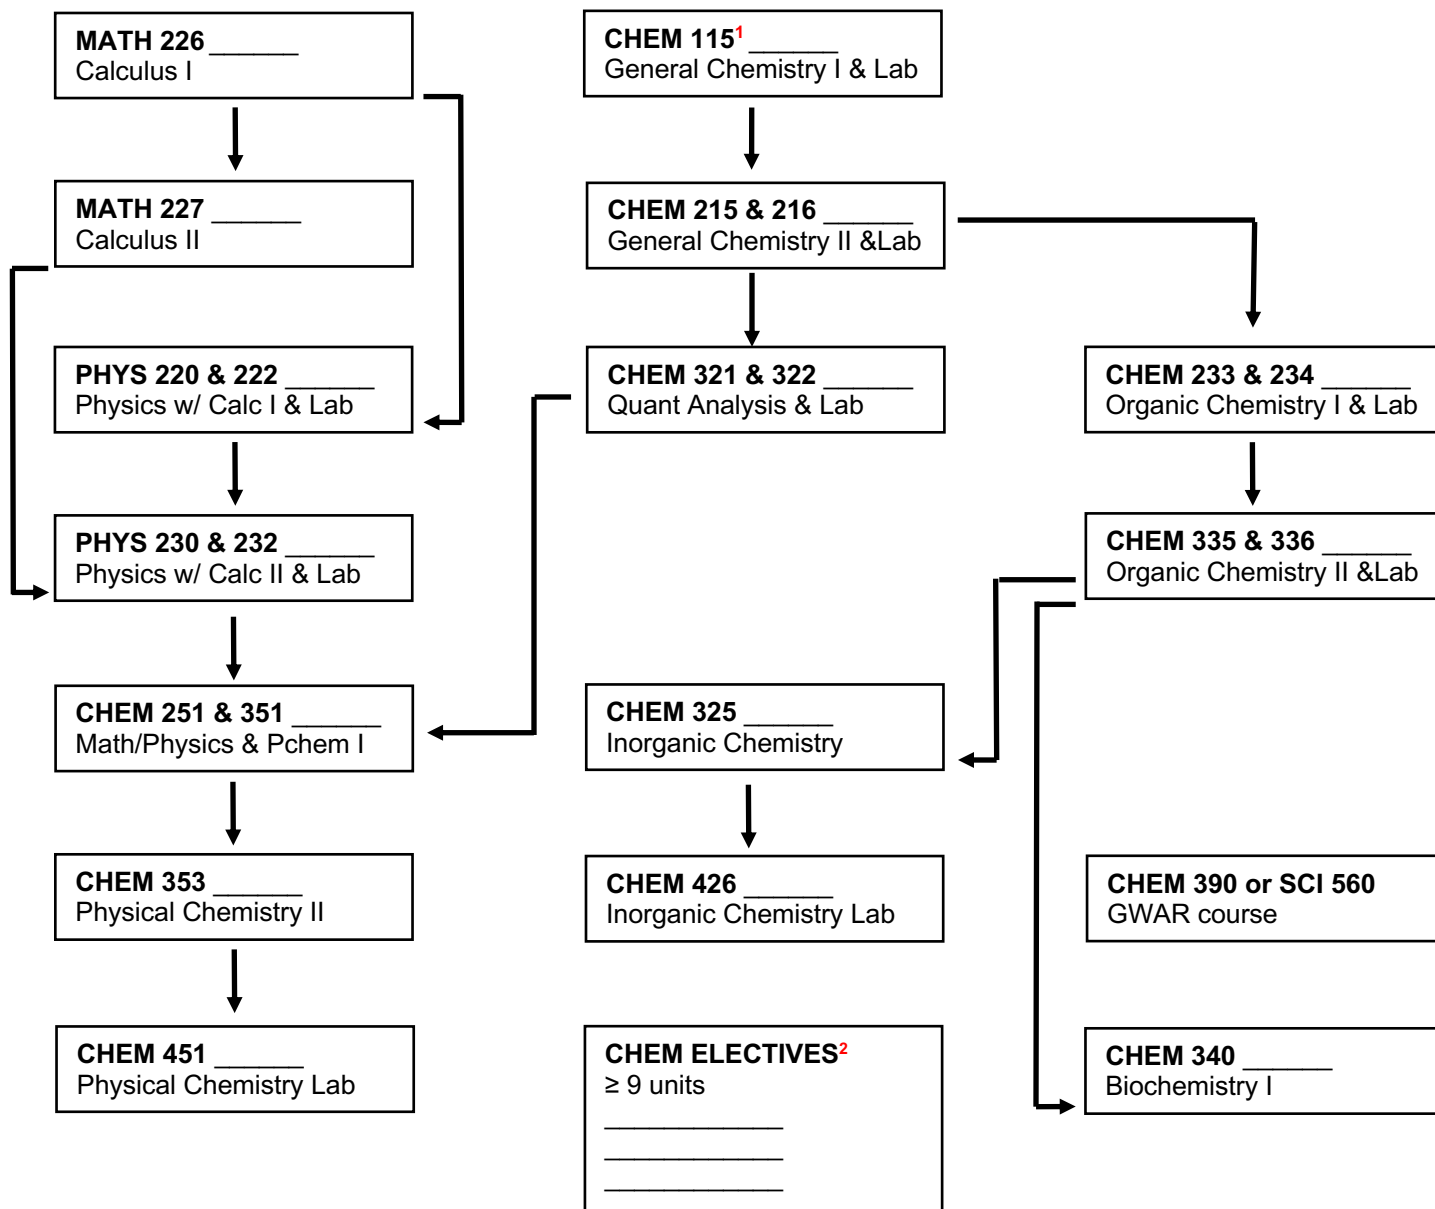 MATH 226 ______
Calculus I
CHEM 115¹ ______
General Chemistry I & Lab
MATH 227 ______
Calculus II
CHEM 215 & 216 ______
General Chemistry II &Lab
PHYS 220 & 222 ______
Physics w/ Calc I & Lab
CHEM 321 & 322 ______
Quant Analysis & Lab
CHEM 233 & 234 ______
Organic Chemistry I & Lab
PHYS 230 & 232 ______
Physics w/ Calc II & Lab
CHEM 335 & 336 ______
Organic Chemistry II &Lab
CHEM 251 & 351 ______
Math/Physics & Pchem I
CHEM 325 ______
Inorganic Chemistry
CHEM 353 ______
Physical Chemistry II
CHEM 426 ______
Inorganic Chemistry Lab
CHEM 390 or SCI 560
GWAR course
CHEM 451 ______
Physical Chemistry Lab
CHEM ELECTIVES²
≥ 9 units
____________
____________
____________
CHEM 340 ______
Biochemistry I